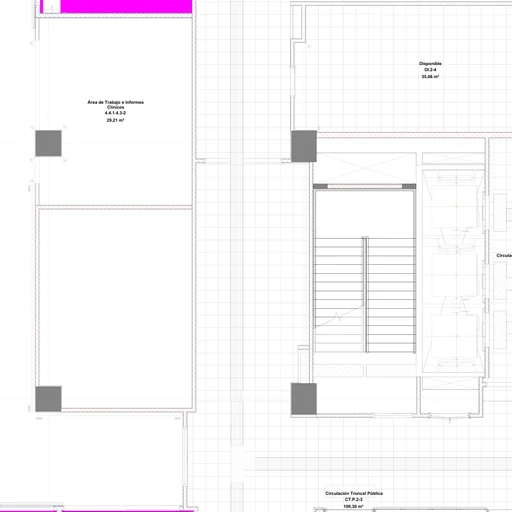 Disponible
IX.2-4
35,06 m²
Área de Trabajo e Informes
Clínicos
4.4.1.4.3-2
29,21 m²
Circula
Circulación Troncal Pública
CT.P.2-3
109,30 m²